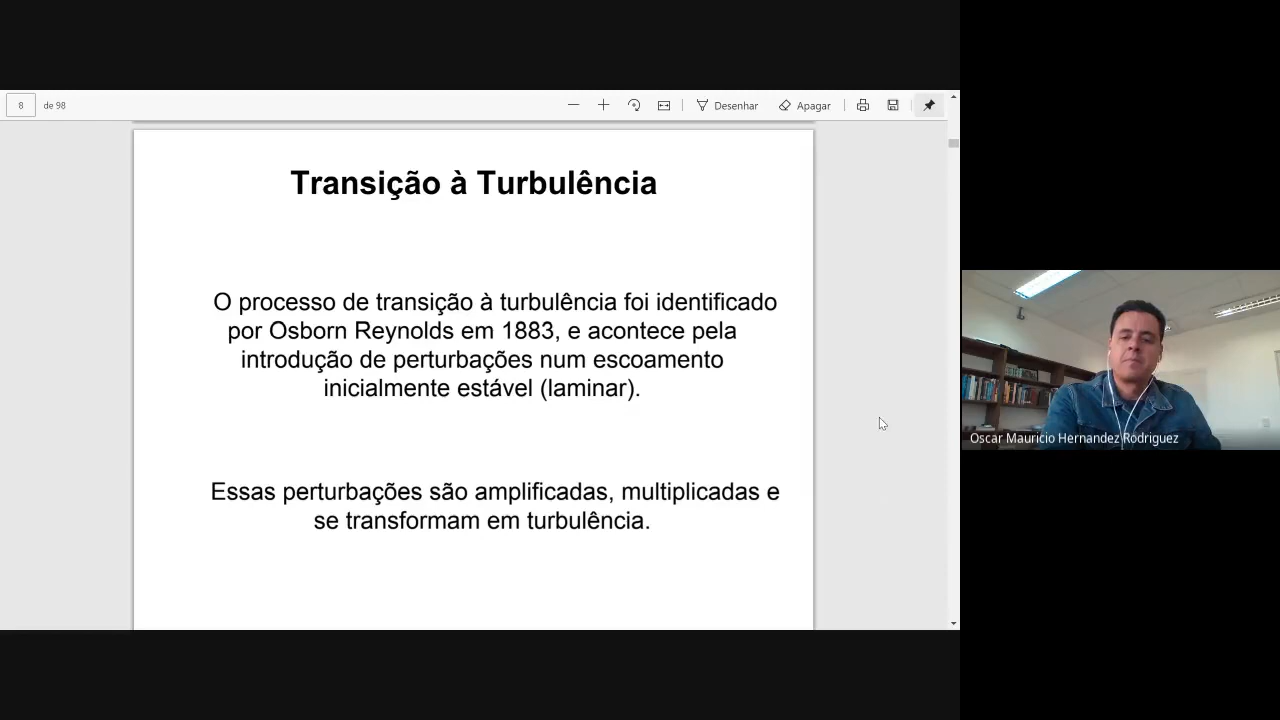 8 de 98 Desenhar Apagar
Transição à Turbulência
O processo de transição à turbulência foi identificado
por Osborn Reynolds em 1883, e acontece pela
introdução de perturbações num escoamento
inicialmente estável (laminar).
Essas perturbações são amplificadas, multiplicadas e
se transformam em turbulência.
Oscar Mauricio Hernandez Rodriguez